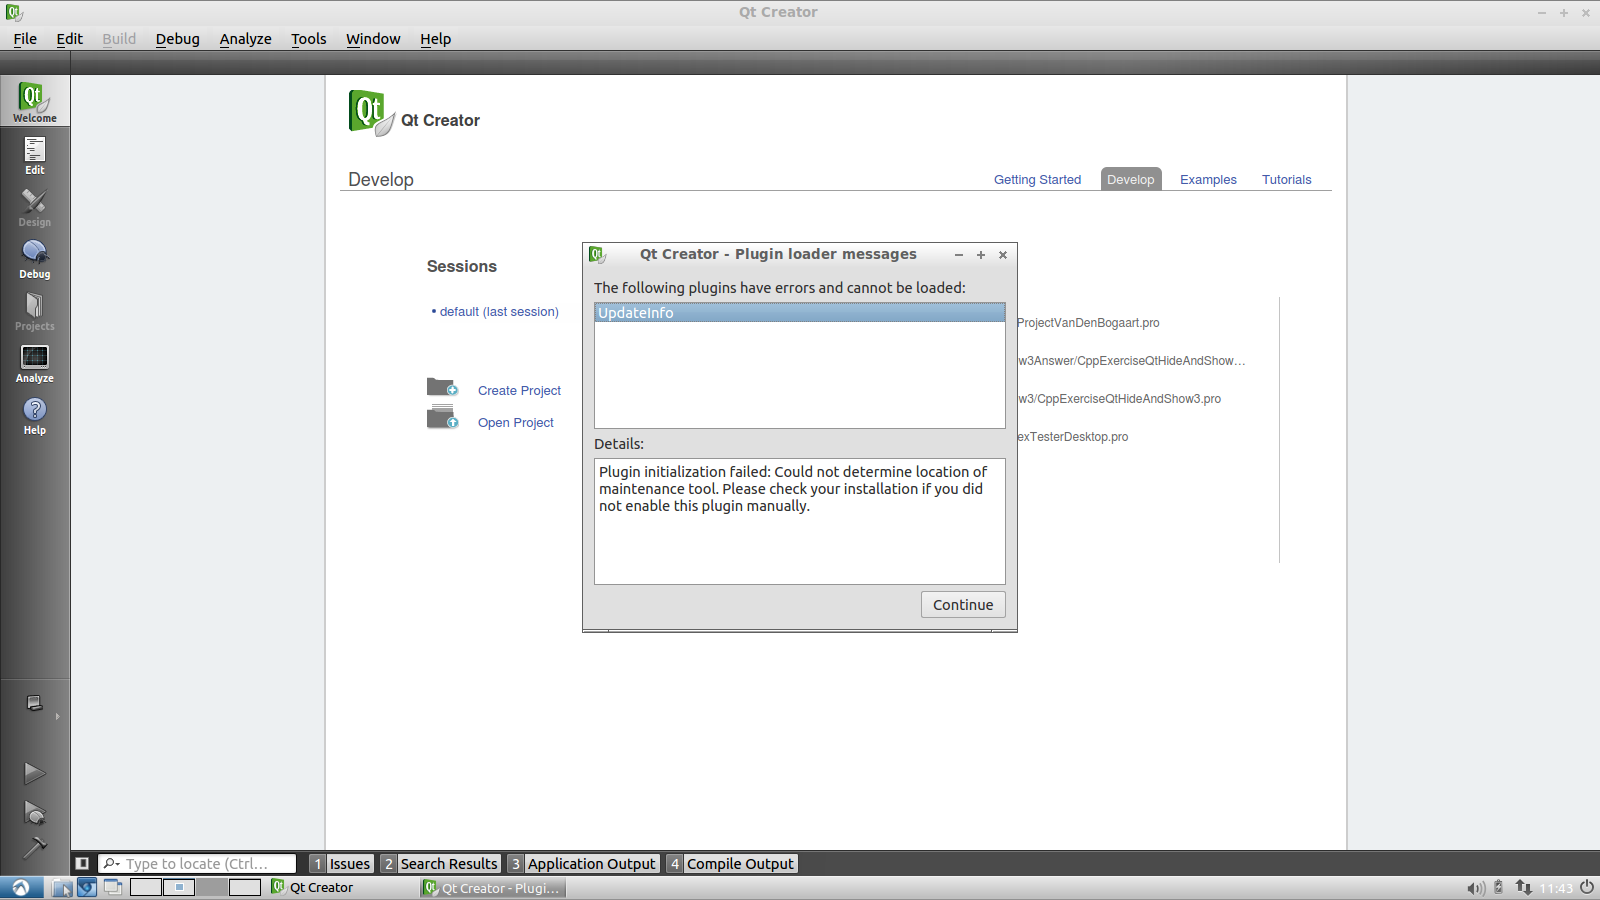 Qt Creator
File Edit Build Debug Analyze Tools Window Help
Qt
Welcome
Edit
Design
Debug
Projects
Analyze
Help
Qt Creator
Develop
Getting Started Develop Examples Tutorials
Sessions
• default (last session)
Create Project
Open Project
ProjectVanDenBogaart.pro
w3Answer/CppExerciseQtHideAndShow...
w3/CppExerciseQtHideAndShow3.pro
exTesterDesktop.pro
Qt Creator - Plugin loader messages
The following plugins have errors and cannot be loaded:
UpdateInfo
Details:
Plugin initialization failed: Could not determine location of
maintenance tool. Please check your installation if you did
not enable this plugin manually.
Continue
Type to locate (Ctrl...
1 Issues 2 Search Results 3 Application Output 4 Compile Output
Qt Creator
Qt Creator - Plugi...
11:43